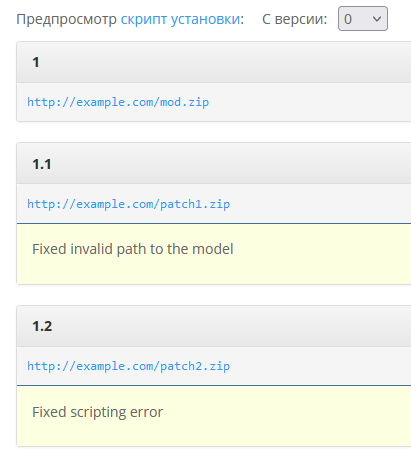 Предпросмотр скрипт установки: С версии: 0
1
http://example.com/mod.zip
1.1
http://example.com/patch1.zip
Fixed invalid path to the model
1.2
http://example.com/patch2.zip
Fixed scripting error